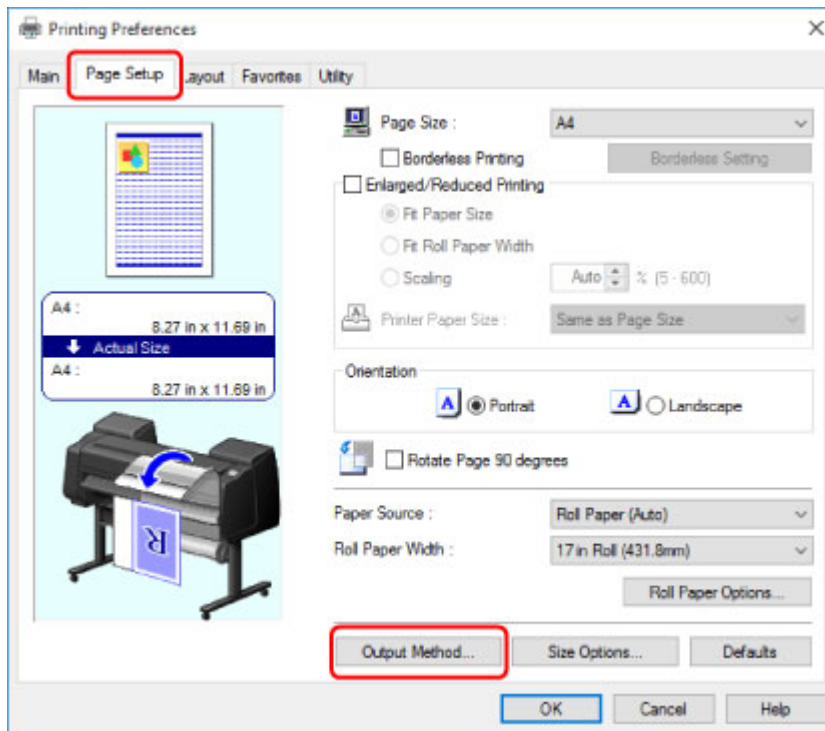 Printing Preferences
Main Page Setup Layout Favorites Utility
Page Size : A4
Borderless Printing Borderless Setting
Enlarged/Reduced Printing
Fit Paper Size
Fit Roll Paper Width
Scaling Auto % (5 - 600)
Printer Paper Size : Same as Page Size
A4 :
8.27 in x 11.69 in
Actual Size
A4 :
8.27 in x 11.69 in
Orientation
A Portrait A Landscape
Rotate Page 90 degrees
R
Paper Source : Roll Paper (Auto)
Roll Paper Width : 17 in Roll (431.8mm)
Roll Paper Options...
Output Method... Size Options... Defaults
OK Cancel Help